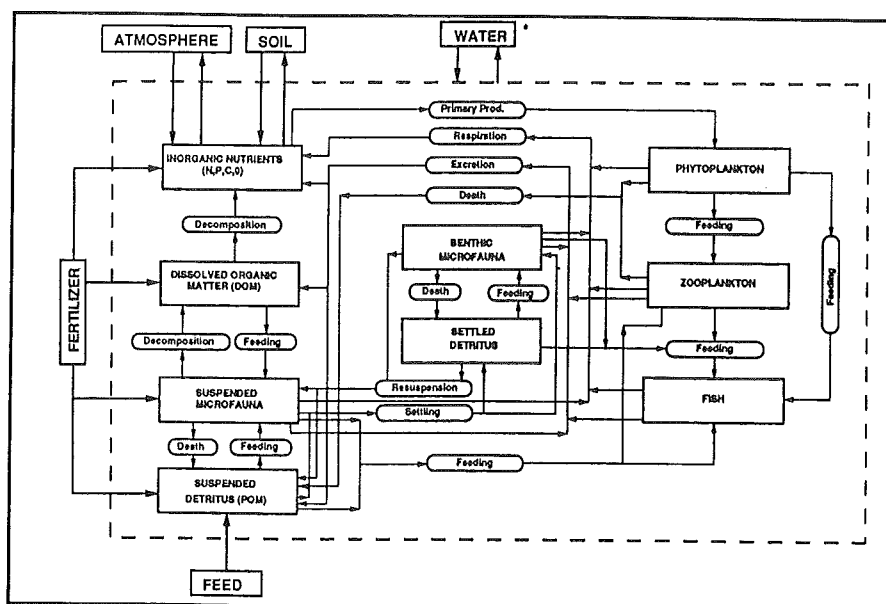 ATMOSPHERE
SOIL
WATER
*
Primary Prod.
Respiration
INORGANIC NUTRIENTS
(N,P,C,O)
Excretion
PHYTOPLANKTON
Death
Decomposition
Feeding
BENTHIC
MICROFAUNA
FERTILIZER
DISSOLVED ORGANIC
MATTER (DOM)
ZOOPLANKTON
Feeding
Death
Feeding
SETTLED
DETRITUS
Decomposition
Feeding
Feeding
SUSPENDED
MICROFAUNA
Resuspension
FISH
Settling
Death
Feeding
Feeding
SUSPENDED
DETRITUS (POM)
FEED